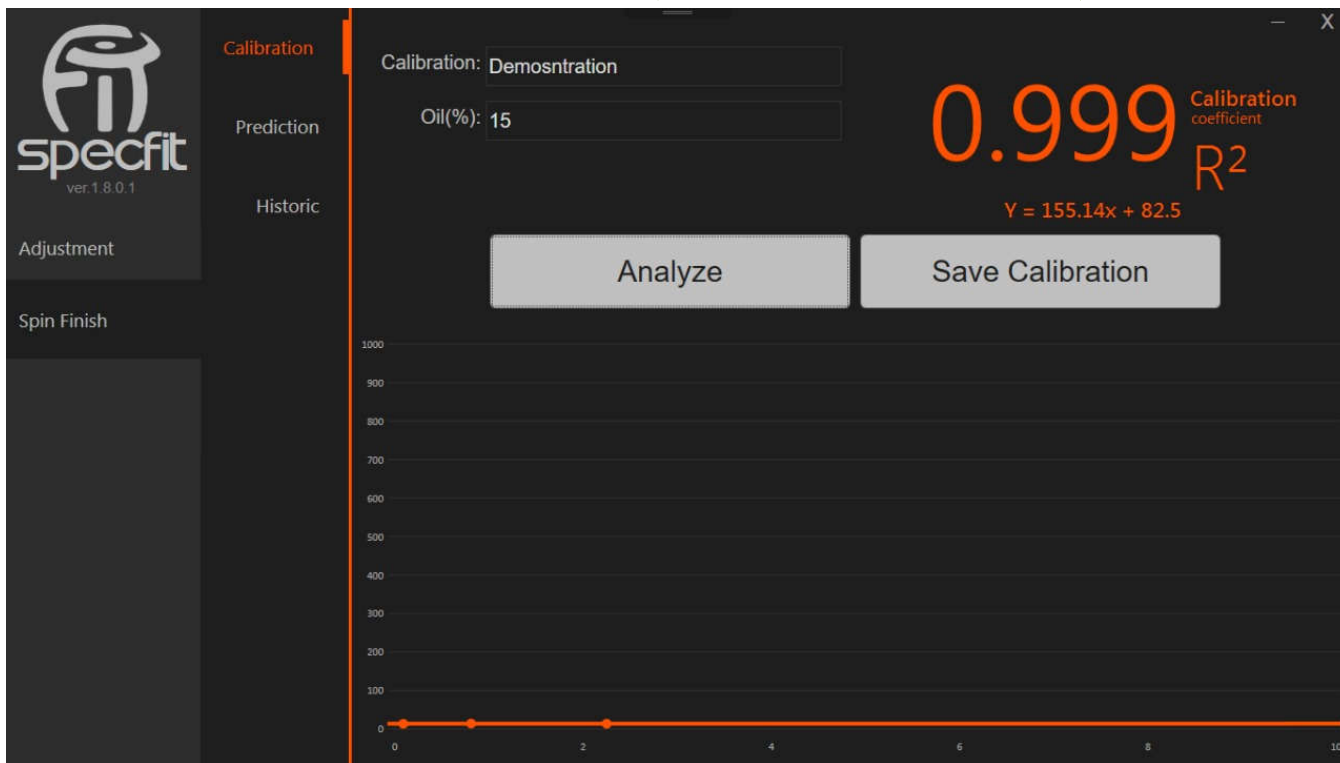 FIT
specfit
ver.1.8.0.1
Adjustment
Spin Finish
Calibration
Prediction
Historic
Calibration: Demosntration
Oil(%): 15
0.999 Calibration
coefficient
R²
Y = 155.14x + 82.5
Analyze Save Calibration
— X
1000
900
800
700
600
500
400
300
200
100
0
0 2 4 6 8 10